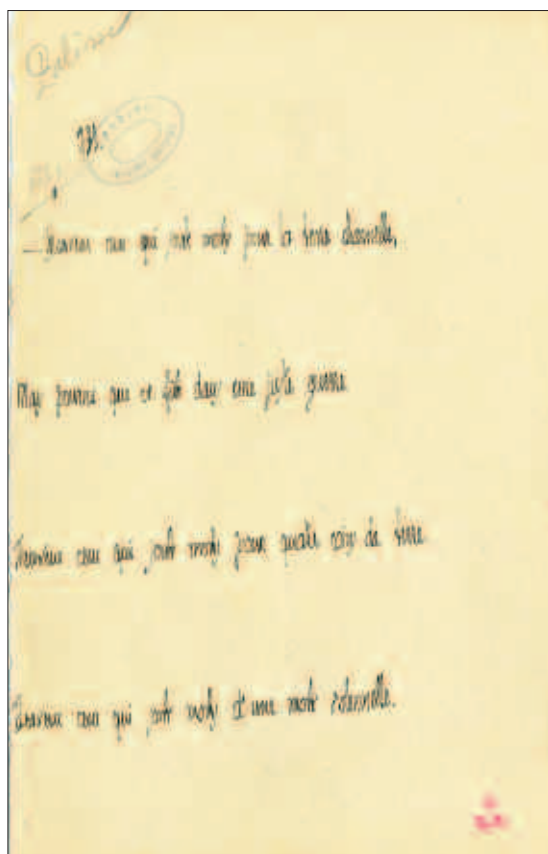 — Heureux ceux qui sont morts pour la terre charnelle,
Mais pourvu que ce fût dans une juste guerre
Heureux ceux qui sont morts pour quatre coins de terre
Heureux ceux qui sont morts d'une mort solennelle.